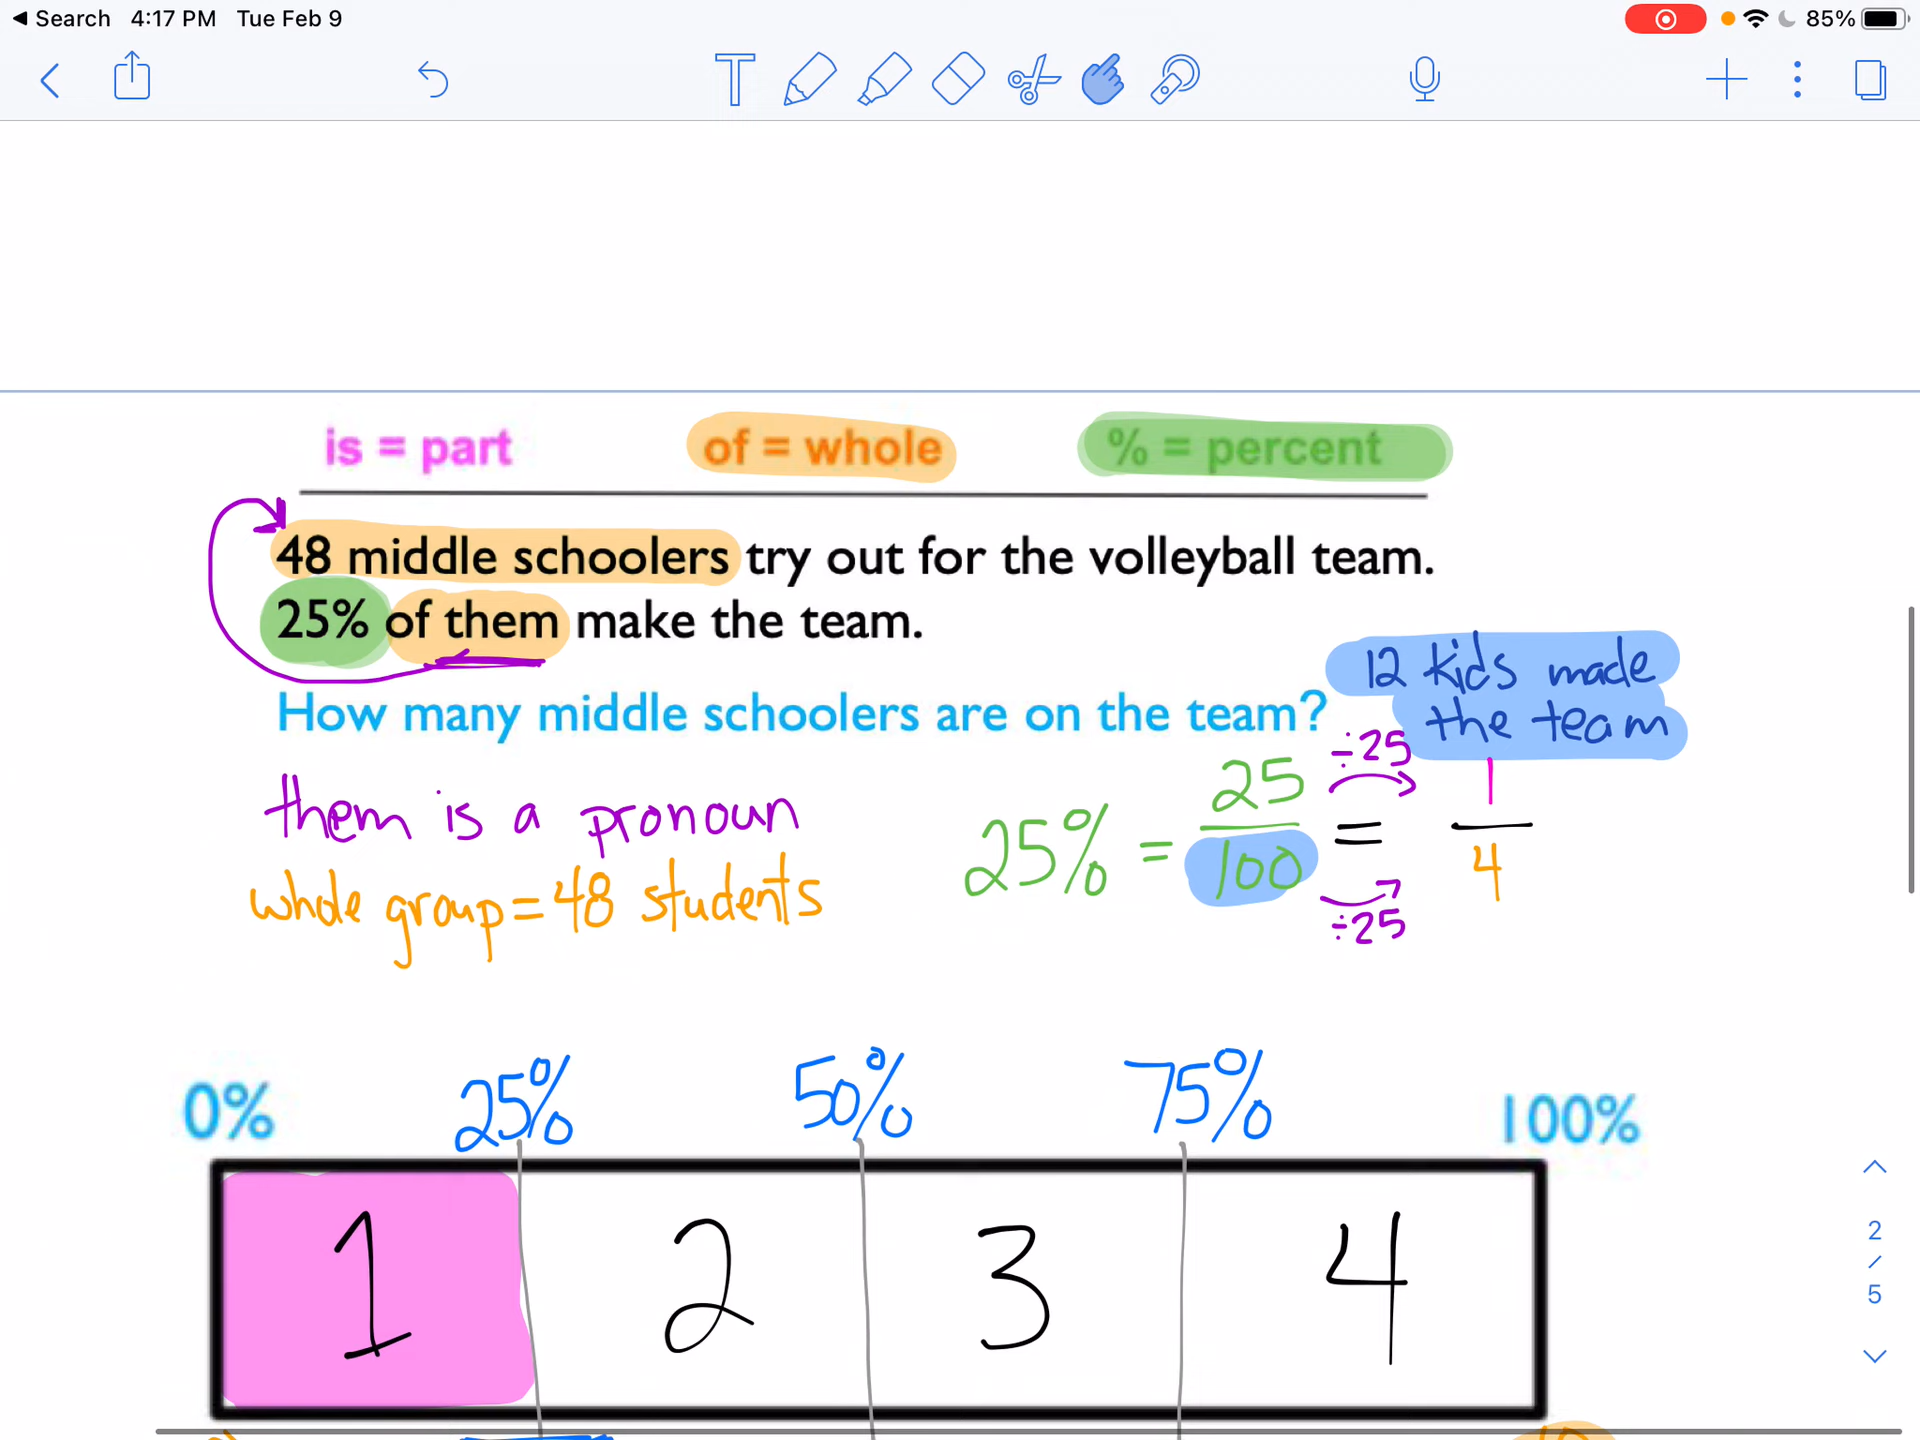 Search 4:17 PM Tue Feb 9 85%
is = part of = whole % = percent
48 middle schoolers try out for the volleyball team.
25% of them make the team.
12 kids made
the team
How many middle schoolers are on the team?
them is a pronoun
whole group = 48 students
÷25
25% = 25/100 = 1/4
÷25
0% 25% 50% 75% 100%
1 2 3 4
2
/
5